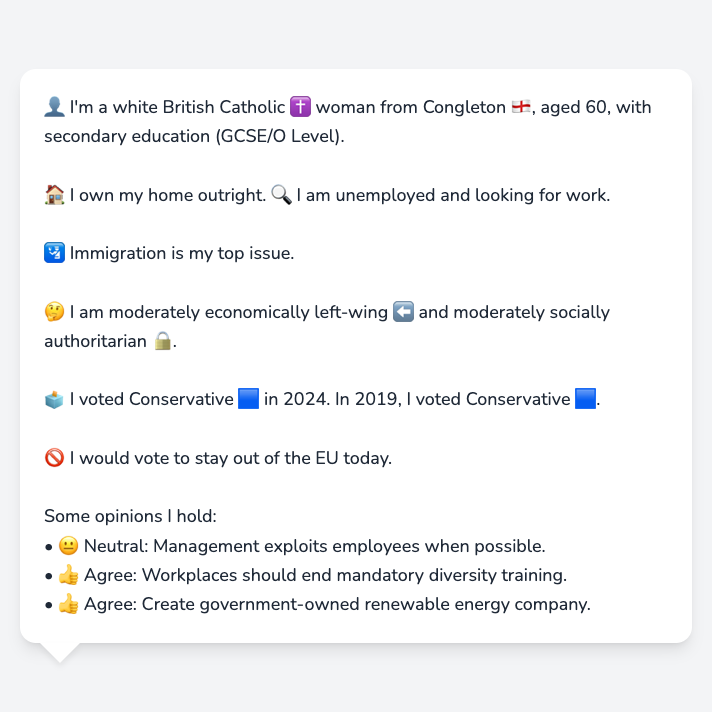 👤 I'm a white British Catholic ✝️ woman from Congleton 🏴󠁧󠁢󠁥󠁮󠁧󠁿, aged 60, with
secondary education (GCSE/O Level).
🏠 I own my home outright. 🔍 I am unemployed and looking for work.
🛂 Immigration is my top issue.
🤔 I am moderately economically left-wing ⬅️ and moderately socially
authoritarian 🔒.
🗳️ I voted Conservative 🟦 in 2024. In 2019, I voted Conservative 🟦.
🚫 I would vote to stay out of the EU today.
Some opinions I hold:
• 😐 Neutral: Management exploits employees when possible.
• 👍 Agree: Workplaces should end mandatory diversity training.
• 👍 Agree: Create government-owned renewable energy company.